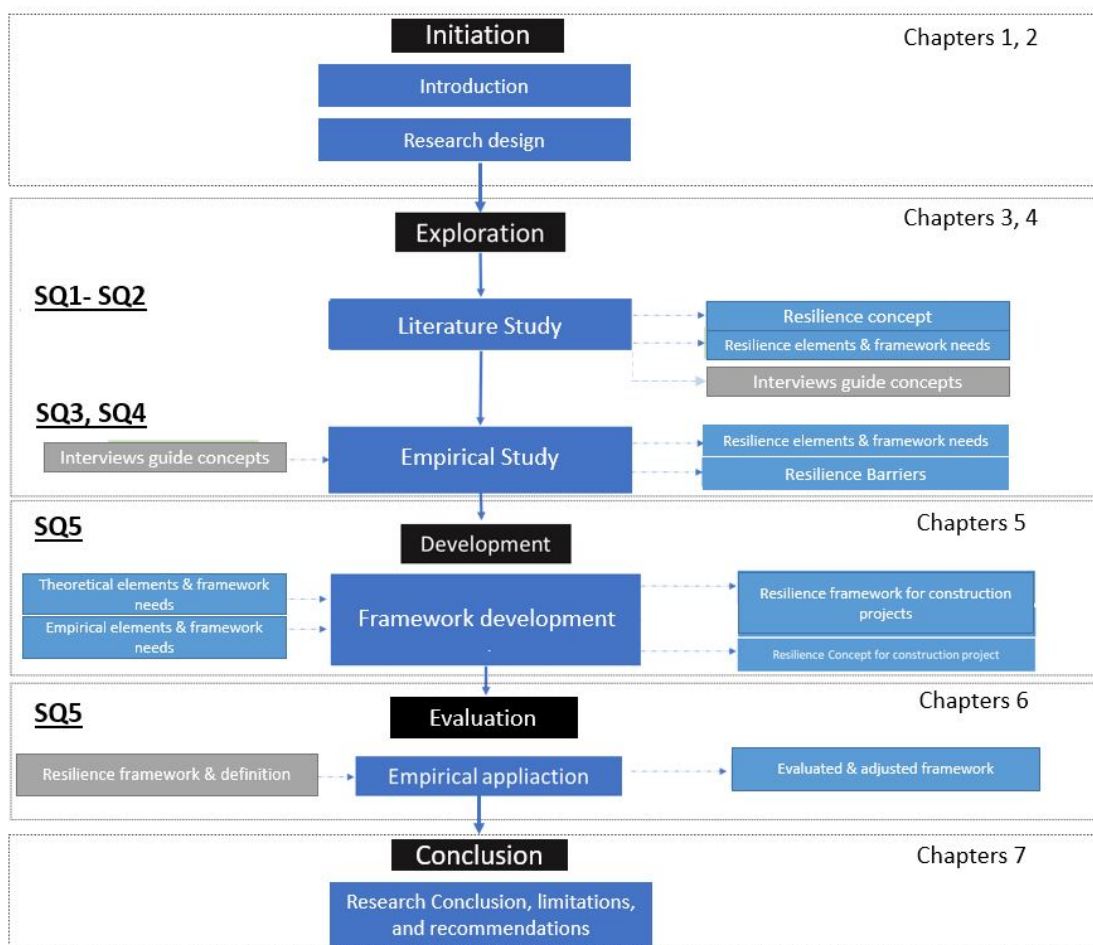 Initiation
Chapters 1, 2
Introduction
Research design
Exploration
Chapters 3, 4
SQ1- SQ2
Literature Study
Resilience concept
Resilience elements & framework needs
Interviews guide concepts
SQ3, SQ4
Interviews guide concepts
Empirical Study
Resilience elements & framework needs
Resilience Barriers
SQ5
Development
Chapters 5
Theoretical elements & framework
needs
Empirical elements & framework
needs
Framework development
Resilience framework for construction
projects
Resilience Concept for construction project
SQ5
Evaluation
Chapters 6
Resilience framework & definition
Empirical appliaction
Evaluated & adjusted framework
Conclusion
Chapters 7
Research Conclusion, limitations,
and recommendations